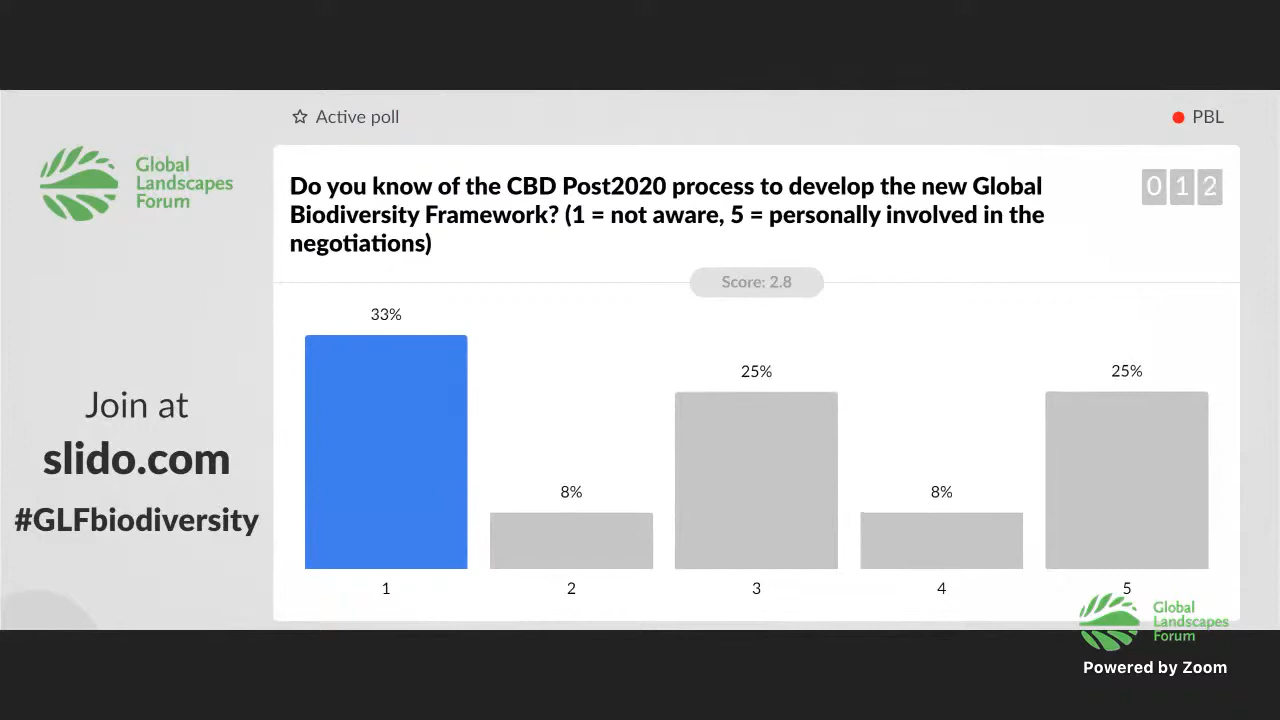 Active poll
PBL
Global
Landscapes
Forum
Do you know of the CBD Post2020 process to develop the new Global
Biodiversity Framework? (1 = not aware, 5 = personally involved in the
negotiations)
012
Score: 2.8
33%
8%
25%
8%
25%
1
2
3
4
5
Join at
slido.com
#GLFbiodiversity
Global
Landscapes
Forum
Powered by Zoom